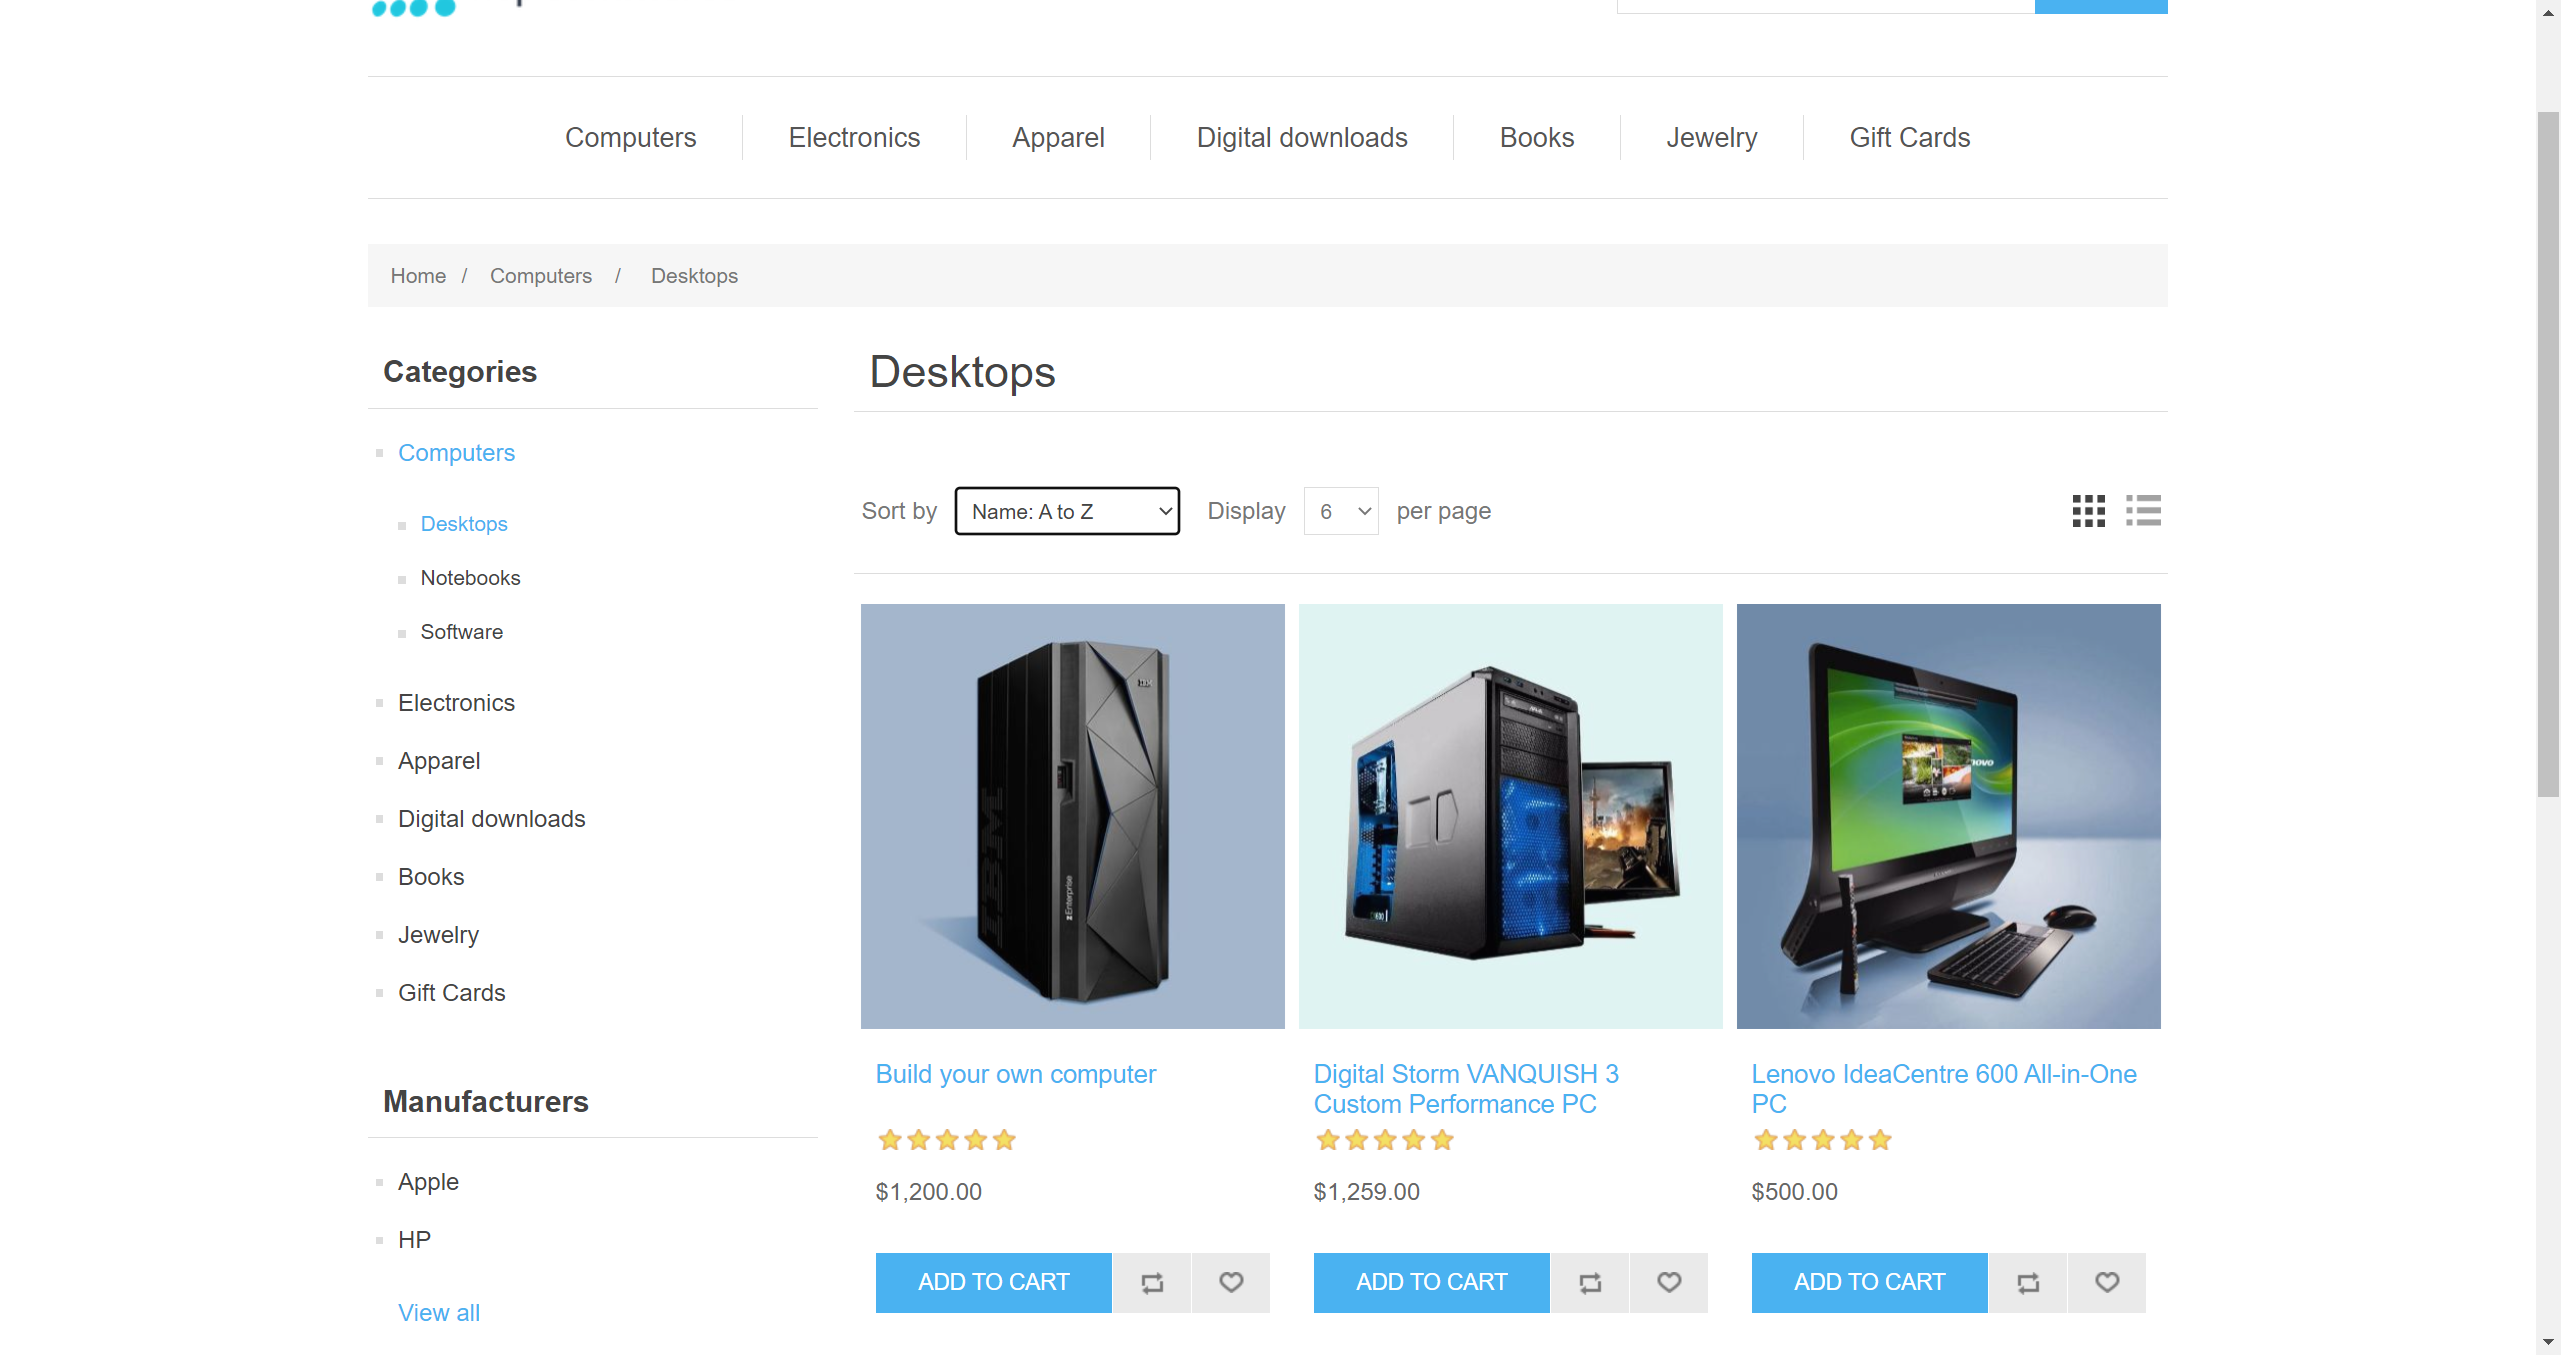 Computers
Electronics
Apparel
Digital downloads
Books
Jewelry
Gift Cards
Home / Computers / Desktops
Categories
Computers
Desktops
Notebooks
Software
Electronics
Apparel
Digital downloads
Books
Jewelry
Gift Cards
Manufacturers
Apple
HP
View all
Desktops
Sort by Name: A to Z Display 6 per page
IBM
IBM
Enterprise
Build your own computer
$1,200.00
ADD TO CART
Digital Storm VANQUISH 3
Custom Performance PC
$1,259.00
ADD TO CART
Lenovo IdeaCentre 600 All-in-One
PC
$500.00
ADD TO CART